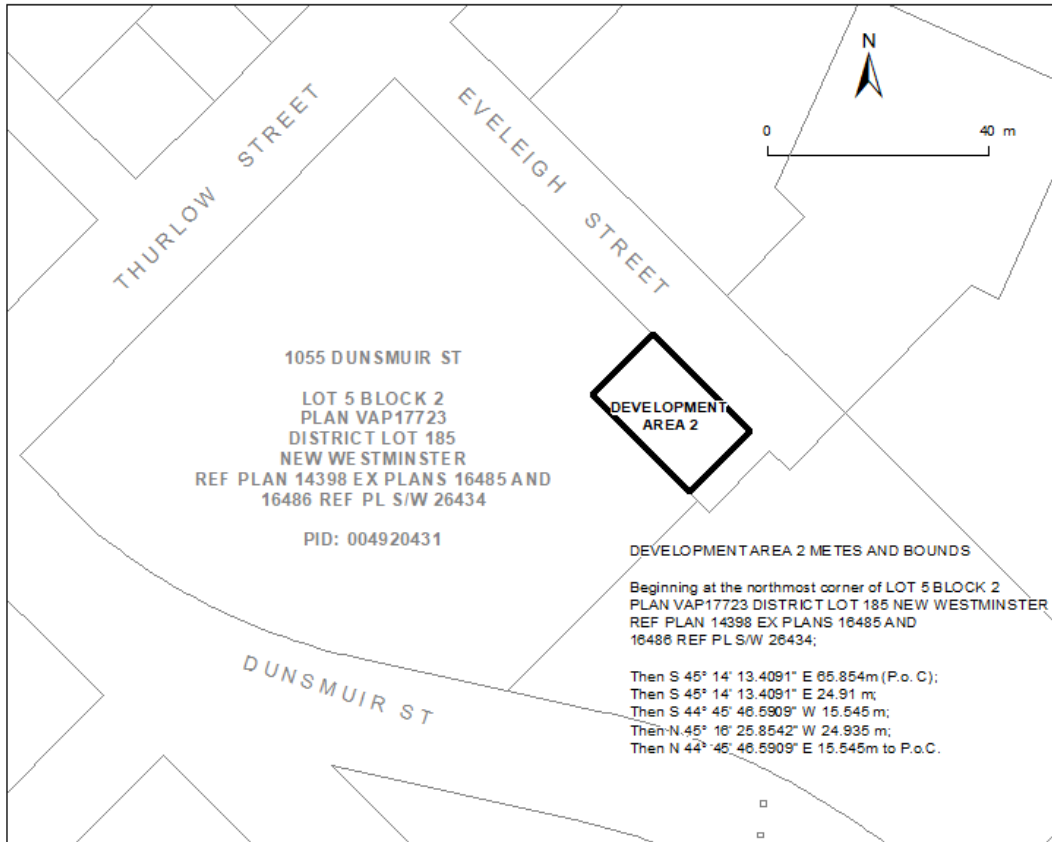 N
0 40 m
THURLOW STREET
EVELEIGH STREET
1055 DUNSMUIR ST
LOT 5 BLOCK 2
PLAN VAP17723
DISTRICT LOT 185
NEW WESTMINSTER
REF PLAN 14398 EX PLANS 16485 AND
16486 REF PL S/W 26434
PID: 004920431
DEVELOPMENT
AREA 2
DUNSMUIR ST
DEVELOPMENT AREA 2 METES AND BOUNDS
Beginning at the northmost corner of LOT 5 BLOCK 2
PLAN VAP17723 DISTRICT LOT 185 NEW WESTMINSTER
REF PLAN 14398 EX PLANS 16485 AND
16486 REF PL S/W 26434;
Then S 45° 14' 13.4091" E 65.854m (P.o. C);
Then S 45° 14' 13.4091" E 24.91 m;
Then S 44° 45' 46.5909" W 15.545 m;
Then N 45° 16' 25.8542" W 24.935 m;
Then N 44° 45' 46.5909" E 15.545m to P.o.C.